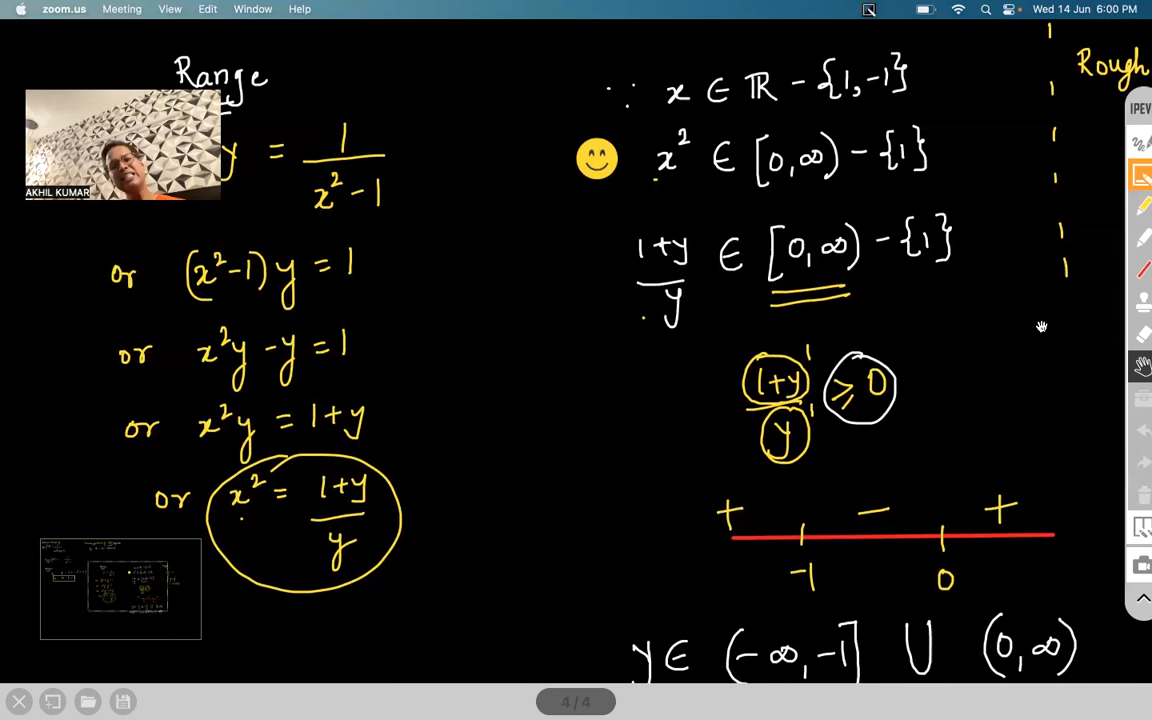 zoom.us Meeting View Edit Window Help Wed 14 Jun 6:00 PM
Range
AKHIL KUMAR
y = 1/(x² - 1)
or (x² - 1) y = 1
or x²y - y = 1
or x²y = 1 + y
or x² = (1 + y)/y
∵ x ∈ ℝ - {1, -1}
x² ∈ [0, ∞) - {1}
(1 + y)/y ∈ [0, ∞) - {1}
(1 + y)/y ≥ 0
+ - +
-1 0
y ∈ (-∞, -1] ∪ (0, ∞)
Rough
IPEV
4 / 4